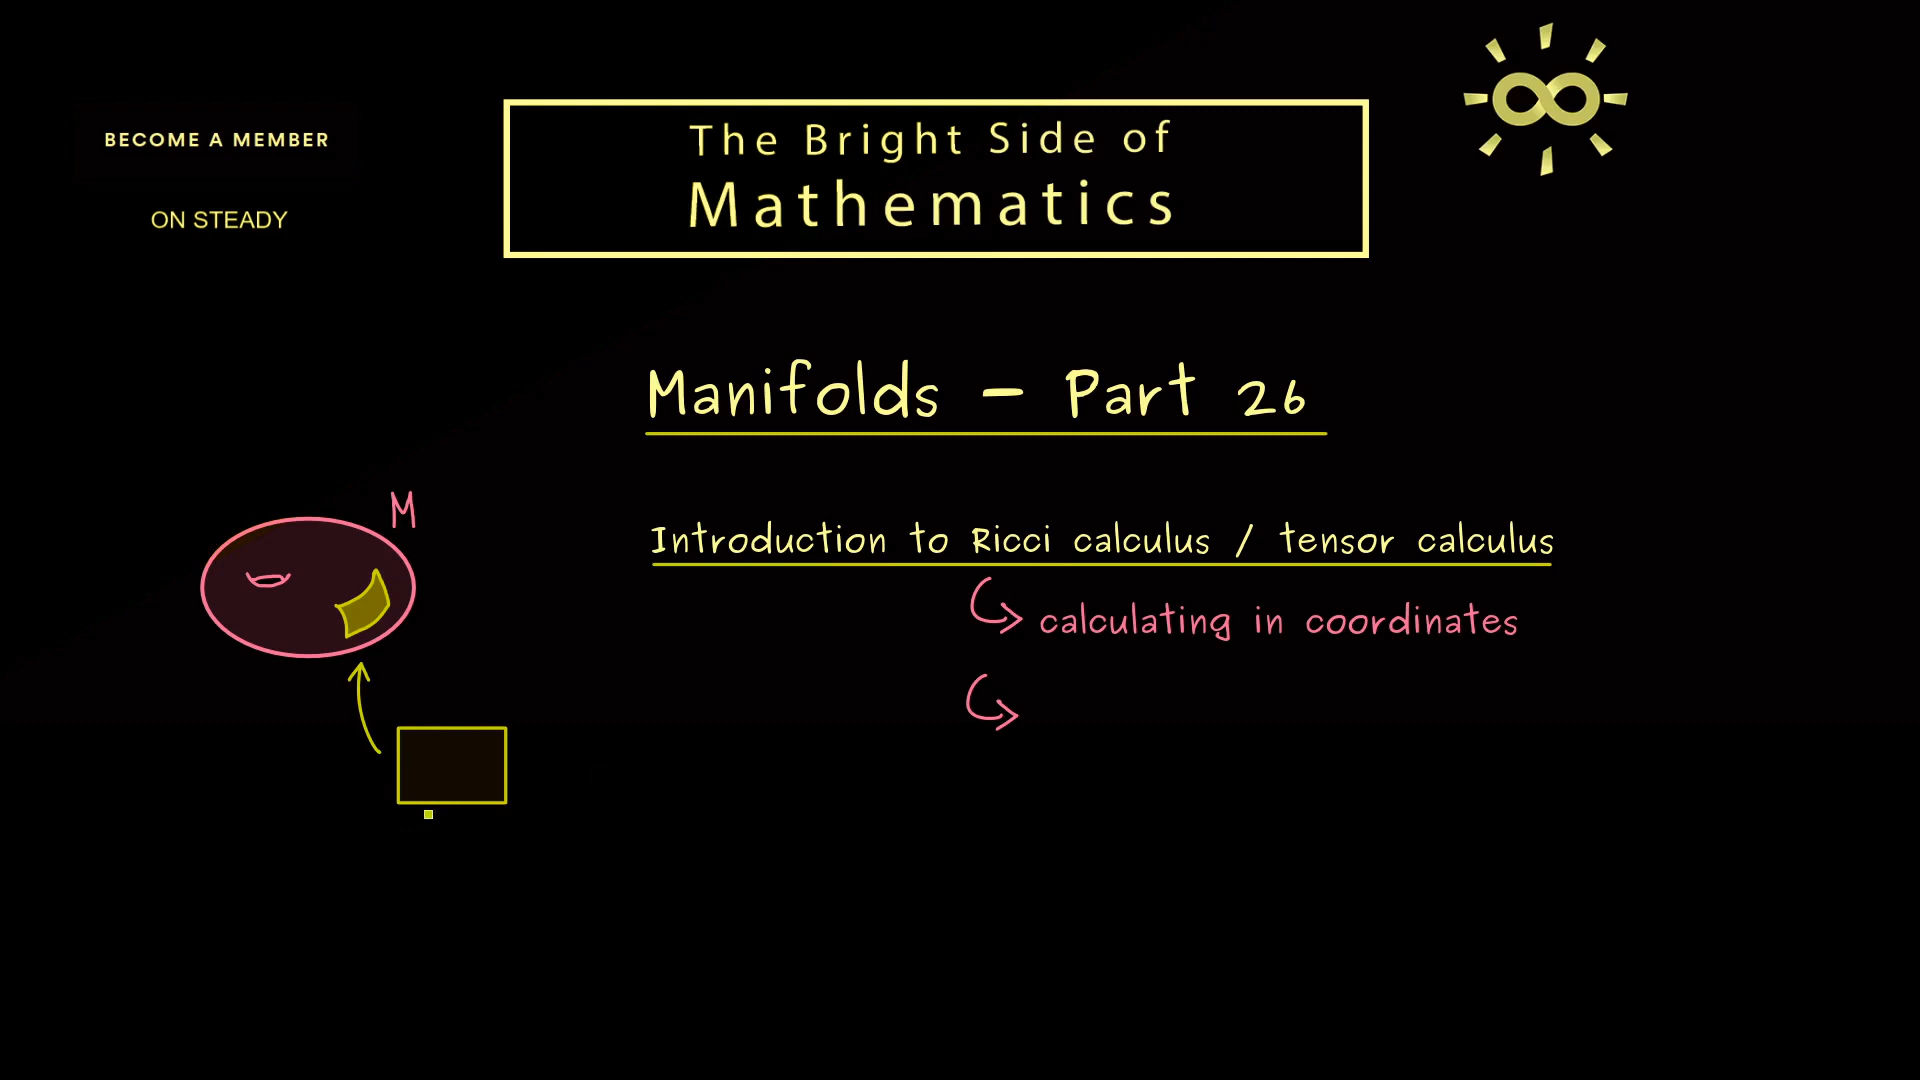 BECOME A MEMBER
ON STEADY
The Bright Side of
Mathematics
Manifolds – Part 26
M
Introduction to Ricci calculus / tensor calculus
calculating in coordinates